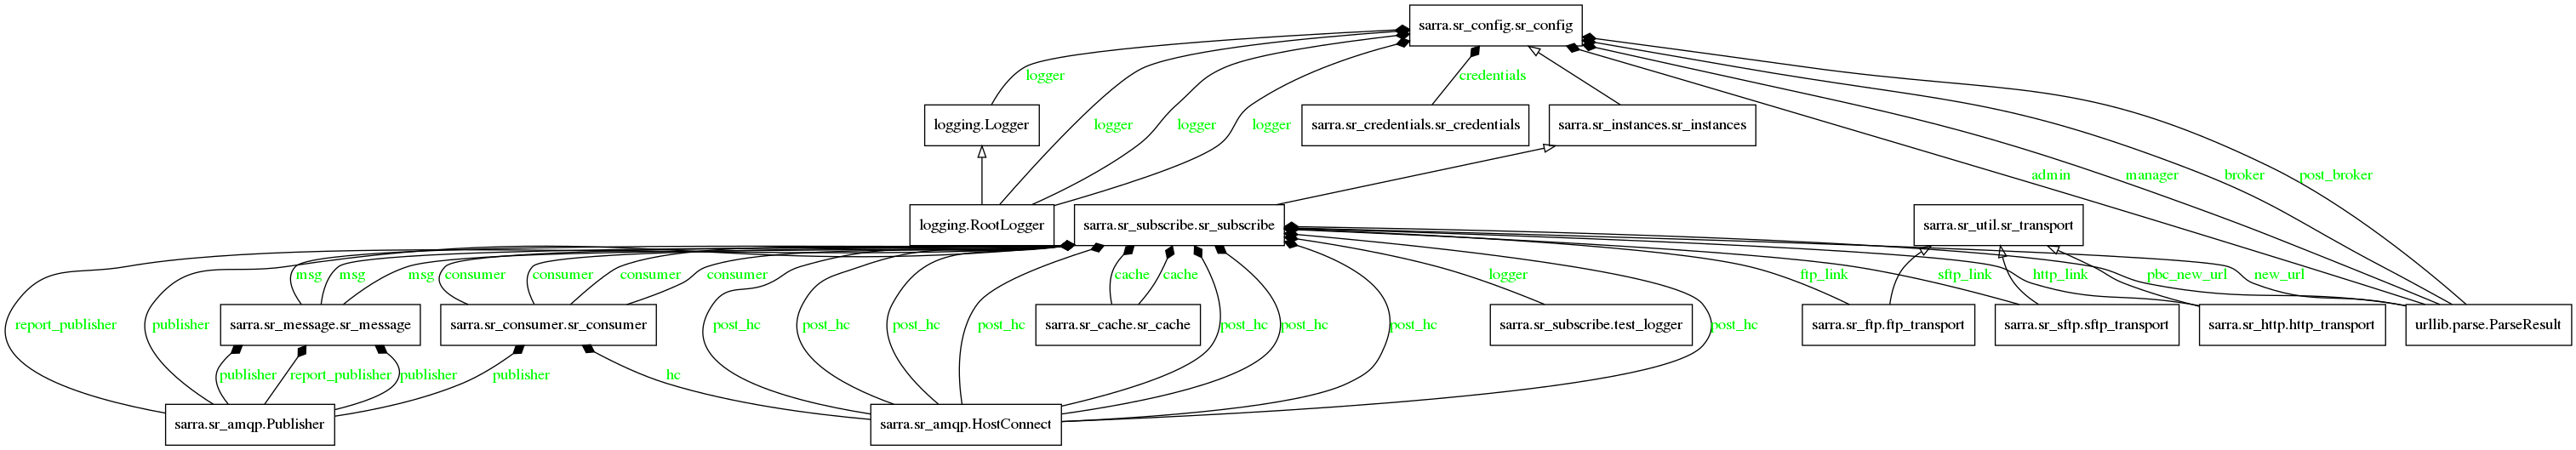 sarra.sr_config.sr_config
logger
credentials
logging.Logger
sarra.sr_credentials.sr_credentials
sarra.sr_instances.sr_instances
logger
logger
logger
admin
manager
broker
post_broker
logging.RootLogger
sarra.sr_subscribe.sr_subscribe
sarra.sr_util.sr_transport
msg
msg
msg
consumer
consumer
consumer
consumer
cache
cache
logger
ftp_link
sftp_link
http_link
pbc_new_url
new_url
report_publisher
publisher
sarra.sr_message.sr_message
sarra.sr_consumer.sr_consumer
post_hc
post_hc
post_hc
post_hc
sarra.sr_cache.sr_cache
post_hc
post_hc
post_hc
sarra.sr_subscribe.test_logger
post_hc
sarra.sr_ftp.ftp_transport
sarra.sr_sftp.sftp_transport
sarra.sr_http.http_transport
urllib.parse.ParseResult
publisher
report_publisher
publisher
publisher
hc
sarra.sr_amqp.Publisher
sarra.sr_amqp.HostConnect